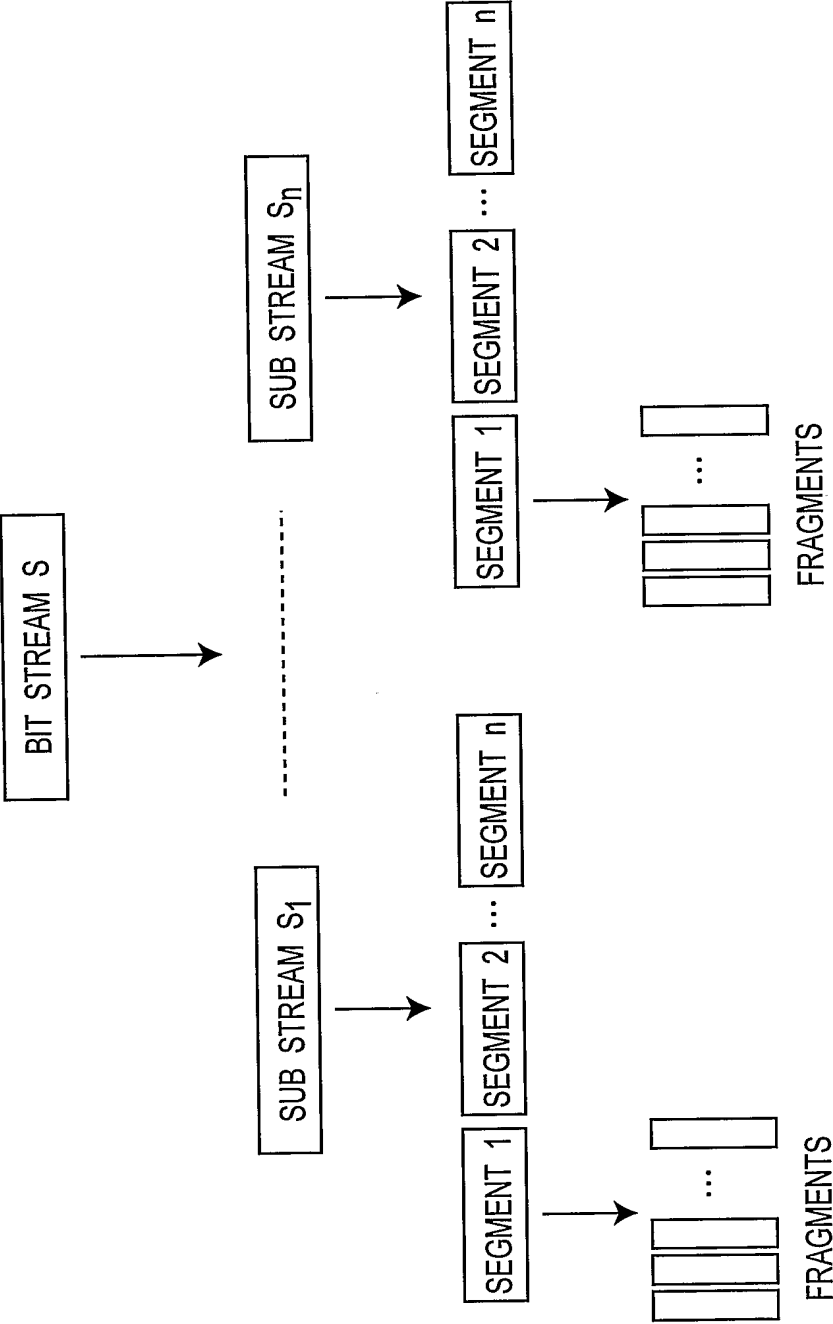 BIT STREAM S
SUB STREAM S1
SUB STREAM Sn
SEGMENT 1
SEGMENT 2
...
SEGMENT n
SEGMENT 1
SEGMENT 2
...
SEGMENT n
...
FRAGMENTS
...
FRAGMENTS